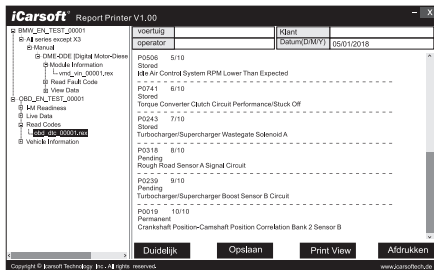 iCarsoft® Report Printer V1.00
- X
BMW_EN_TEST_00001
All series except X3
E-Manual
DME-DDE [Digital Motor-Diese
Module Information
vmd_vin_00001,rex
Read Fault Code
View Data
OBD_EN_TEST_00001
I-M Readiness
Live Data
Read Codes
obd_dtc_00001.rex
Vehicle Information
voertuig
Klant
operator
Datum(D/M/Y) 05/01/2018
P0506 5/10
Stored
Idle Air Control System RPM Lower Than Expected
P0741 6/10
Stored
Torque Converter Clutch Circuit Performance/Stuck Off
P0243 7/10
Stored
Turbocharger/Supercharger Wastegate Solenoid A
P0318 8/10
Pending
Rough Road Sensor A Signal Circuit
P0239 9/10
Pending
Turbocharger/Supercharger Boost Sensor B Circuit
P0019 10/10
Permanent
Crankshaft Position-Camshaft Position Correlation Bank 2 Sensor B
Duidelijk Opslaan Print View Afdrukken
Copyright © Icarsoft Technology Inc. All rights reserved. www.icarsoftech.de